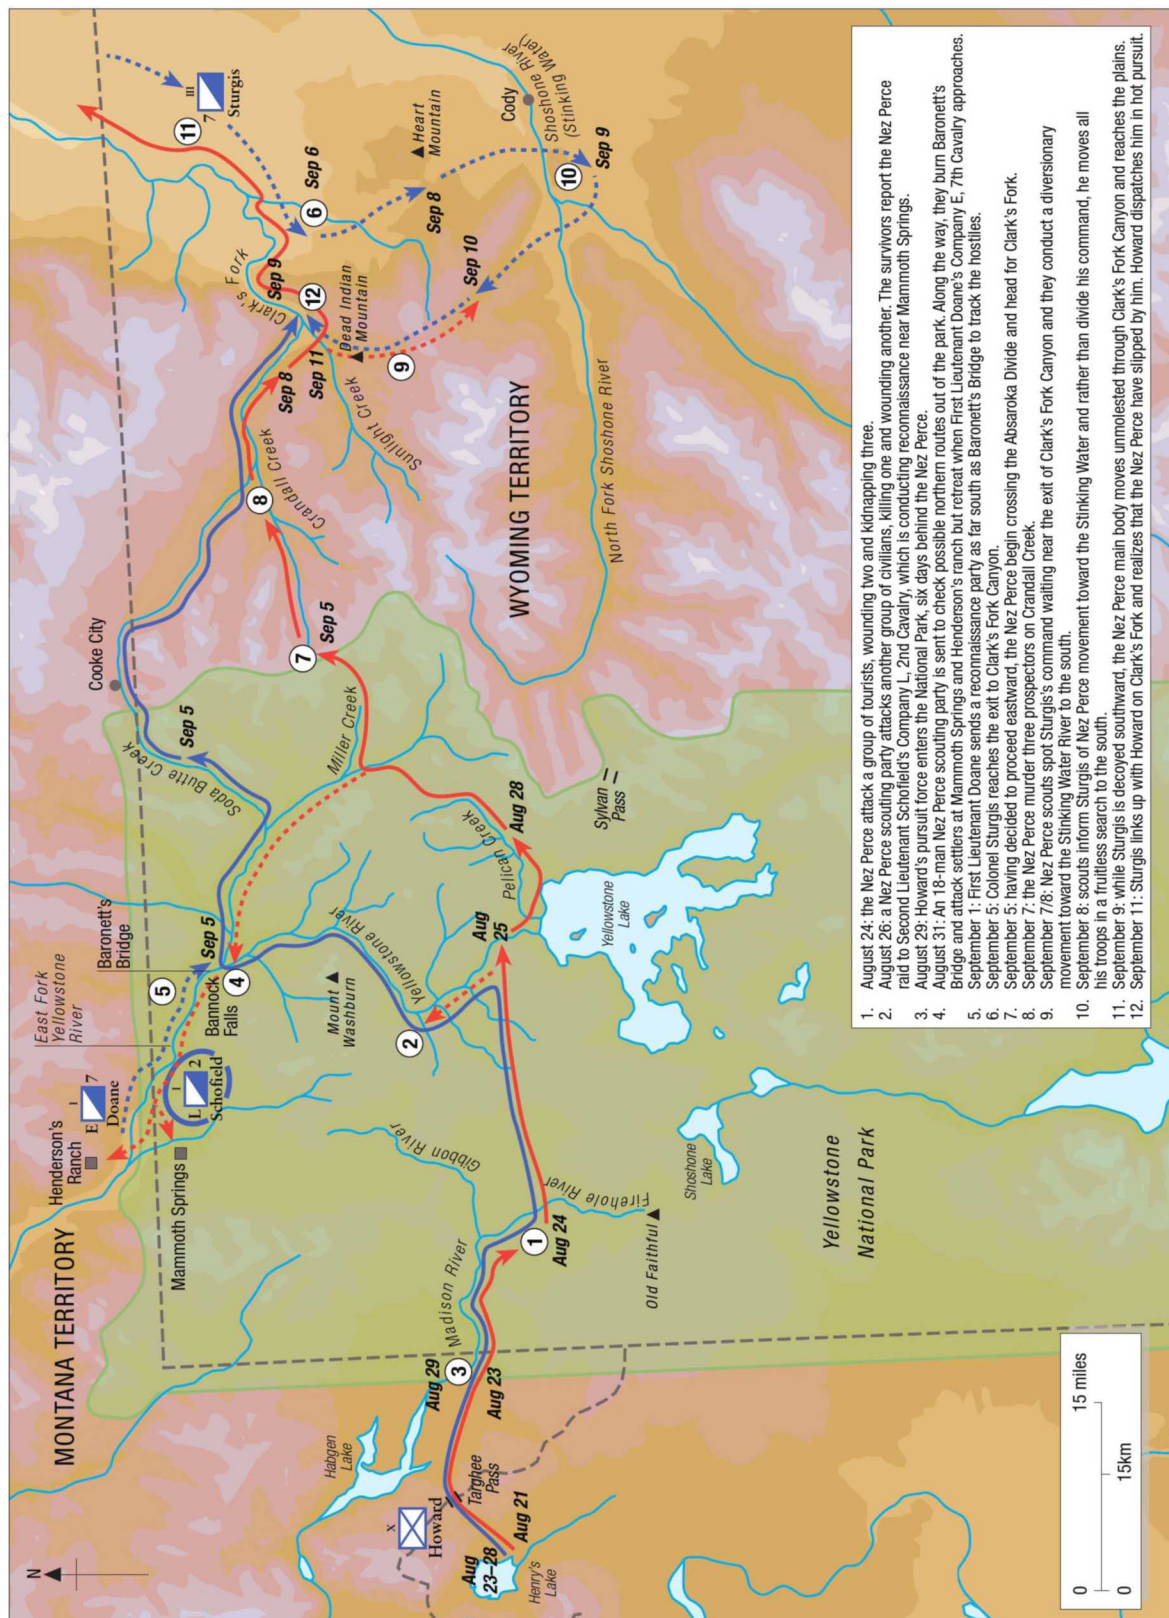 N
MONTANA TERRITORY
Henderson's
Ranch
I
E 7
Doane
East Fork
Yellowstone
River
5
Baronett's
Bridge
Cooke City
III
7
Sturgis
11
Mammoth Springs
I
L 2
Schofield
Bannock
Falls
4
Sep 5
Soda Butte Creek
Sep 5
Mount
Washburn
Yellowstone River
2
Miller Creek
7
Sep 5
8
Crandall Creek
Sep 8
Clark's Fork
Sep 9
12
Sep 11
6
Sep 6
Dead Indian
Mountain
Sunlight Creek
9
Heart
Mountain
Sep 8
Sep 10
Cody
Shoshone River
(Stinking Water)
10
Sep 9
North Fork Shoshone River
WYOMING TERRITORY
Habgen
Lake
X
Howard
Aug
23–28
Henry's
Lake
Aug 21
Targhee
Pass
Aug 29
3
Aug 23
Madison River
Gibbon River
1
Aug 24
Firehole River
Old Faithful
Aug
25
Pelican Creek
Aug 28
Yellowstone
Lake
Sylvan
Pass
Shoshone
Lake
Yellowstone
National Park
0 15 miles
0 15km
1. August 24: the Nez Perce attack a group of tourists, wounding two and kidnapping three.
2. August 26: a Nez Perce scouting party attacks another group of civilians, killing one and wounding another. The survivors report the Nez Perce
raid to Second Lieutenant Schofield's Company L, 2nd Cavalry, which is conducting reconnaissance near Mammoth Springs.
3. August 29: Howard's pursuit force enters the National Park, six days behind the Nez Perce.
4. August 31: An 18-man Nez Perce scouting party is sent to check possible northern routes out of the park. Along the way, they burn Baronett's
Bridge and attack settlers at Mammoth Springs and Henderson's ranch but retreat when First Lieutenant Doane's Company E, 7th Cavalry approaches.
5. September 1: First Lieutenant Doane sends a reconnaissance party as far south as Baronett's Bridge to track the hostiles.
6. September 5: Colonel Sturgis reaches the exit to Clark's Fork Canyon.
7. September 5: having decided to proceed eastward, the Nez Perce begin crossing the Absaroka Divide and head for Clark's Fork.
8. September 7: the Nez Perce murder three prospectors on Crandall Creek.
9. September 7/8: Nez Perce scouts spot Sturgis's command waiting near the exit of Clark's Fork Canyon and they conduct a diversionary
movement toward the Stinking Water River to the south.
10. September 8: scouts inform Sturgis of Nez Perce movement toward the Stinking Water and rather than divide his command, he moves all
his troops in a fruitless search to the south.
11. September 9: while Sturgis is decoyed southward, the Nez Perce main body moves unmolested through Clark's Fork Canyon and reaches the plains.
12. September 11: Sturgis links up with Howard on Clark's Fork and realizes that the Nez Perce have slipped by him. Howard dispatches him in hot pursuit.